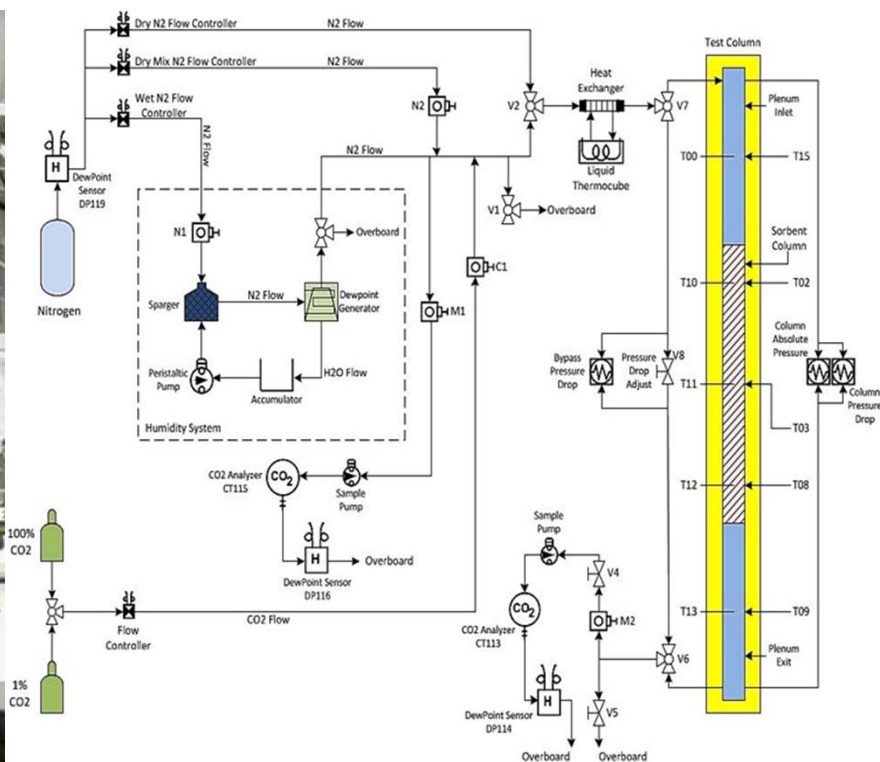 Dry N2 Flow Controller
N2 Flow
Dry Mix N2 Flow Controller
N2 Flow
Wet N2 Flow
Controller
N2 Flow
H
DewPoint
Sensor
DP119
Nitrogen
N2
N2 Flow
V2
Heat
Exchanger
Liquid
Thermocube
V7
V1
Overboard
Test Column
Plenum
Inlet
T00
T15
Sorbent
Column
T10
T02
Column
Absolute
Pressure
Column
Pressure
Drop
T11
T03
T12
T08
T13
T09
Plenum
Exit
Bypass
Pressure
Drop
Pressure
Drop
Adjust
V8
N1
Overboard
Sparger
N2 Flow
Dewpoint
Generator
Peristaltic
Pump
Accumulator
H2O Flow
Humidity System
C1
M1
CO2 Analyzer
CT115
CO2
Sample
Pump
H
Overboard
DewPoint Sensor
DP116
100%
CO2
1%
CO2
Flow
Controller
CO2 Flow
Sample
Pump
V4
CO2
CO2 Analyzer
CT113
M2
V6
H
V5
DewPoint Sensor
DP114
Overboard
Overboard